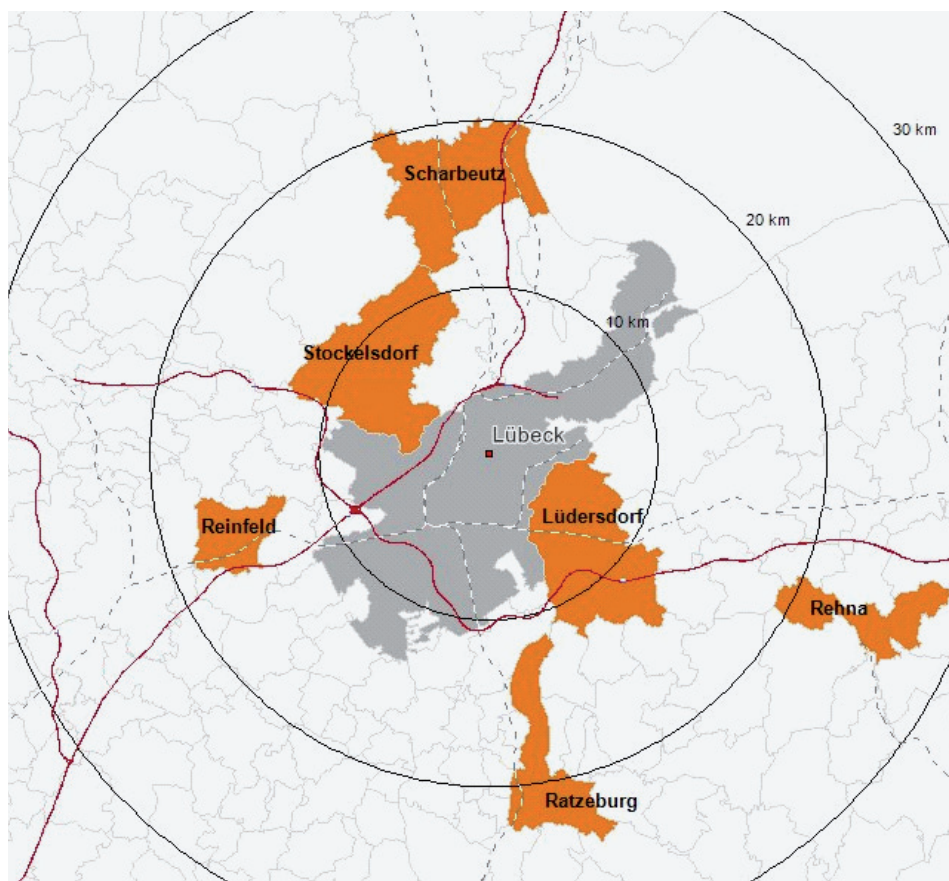 30 km
Scharbeutz
20 km
10 km
Stockelsdorf
Lübeck
Reinfeld
Lüdersdorf
Rehna
Ratzeburg